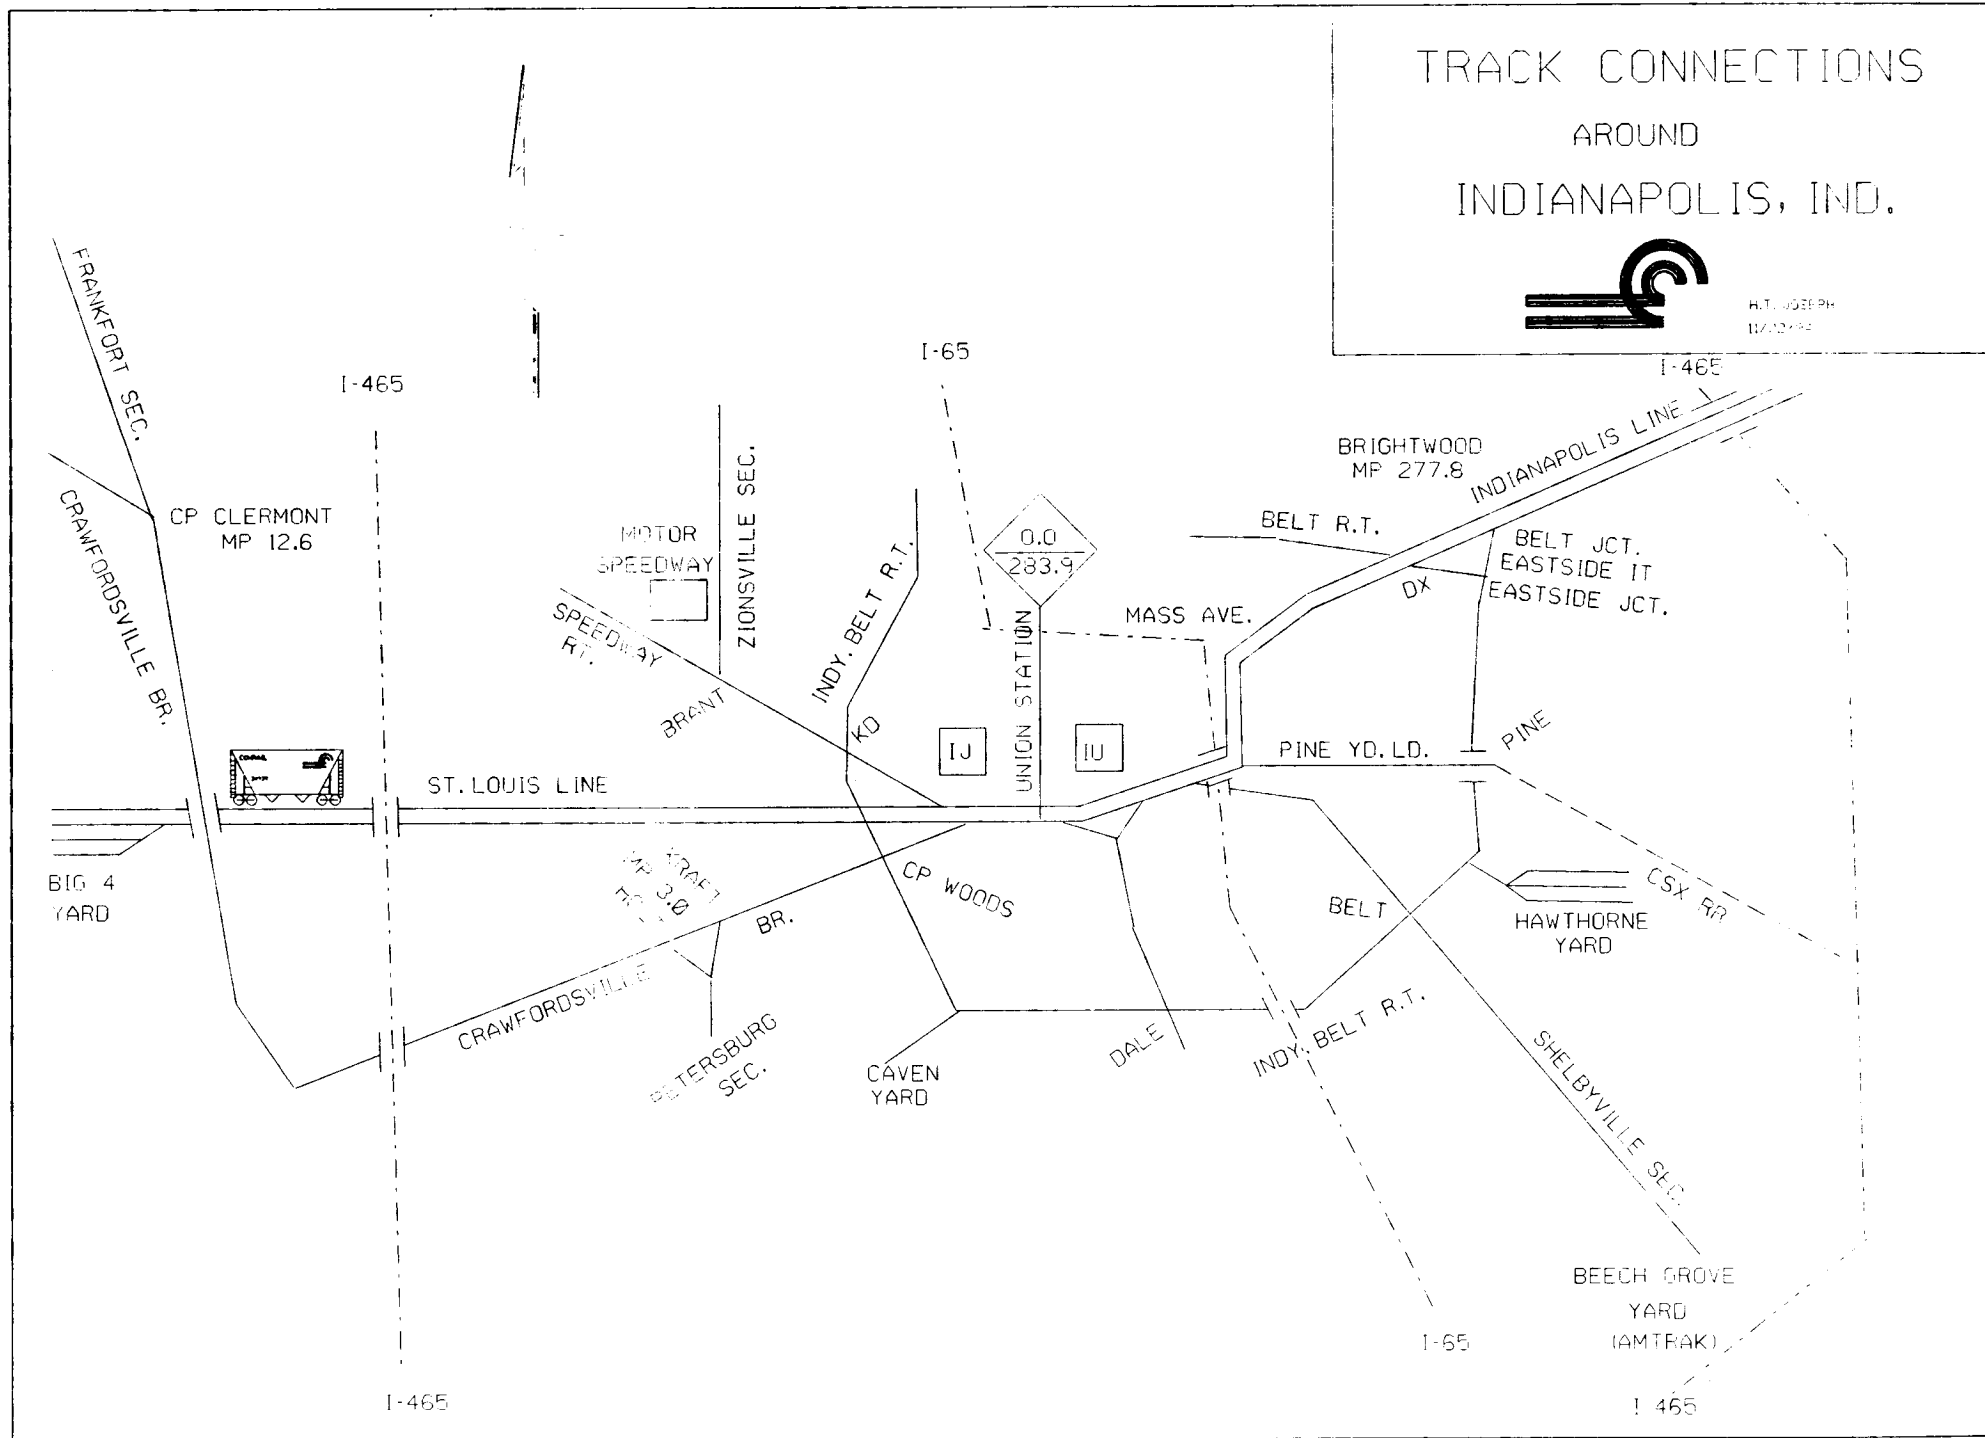 TRACK CONNECTIONS
AROUND
INDIANAPOLIS, IND.
H.T. JOSEPH
I-65
I-465
I-465
FRANKFORT SEC.
INDIANAPOLIS LINE
BRIGHTWOOD
MP 277.8
ZIONSVILLE SEC.
CRAWFORDSVILLE BR.
CP CLERMONT
MP 12.6
MOTOR
SPEEDWAY
INDY. BELT R.T.
0.0
283.9
BELT R.T.
BELT JCT.
EASTSIDE IT
EASTSIDE JCT.
DX
SPEEDWAY
RT.
MASS AVE.
UNION STATION
BRANT
KD
IJ
IU
PINE YD. LD.
PINE
CONRAIL
ST. LOUIS LINE
BIG 4
YARD
KRAFT
MP 3.0
CP WOODS
BR.
BELT
CSX RR
HAWTHORNE
YARD
CRAWFORDSVILLE
PETERSBURG
SEC.
CAVEN
YARD
DALE
INDY. BELT R.T.
SHELBYVILLE SEC.
BEECH GROVE
YARD
(AMTRAK)
I-65
I-465
I 465